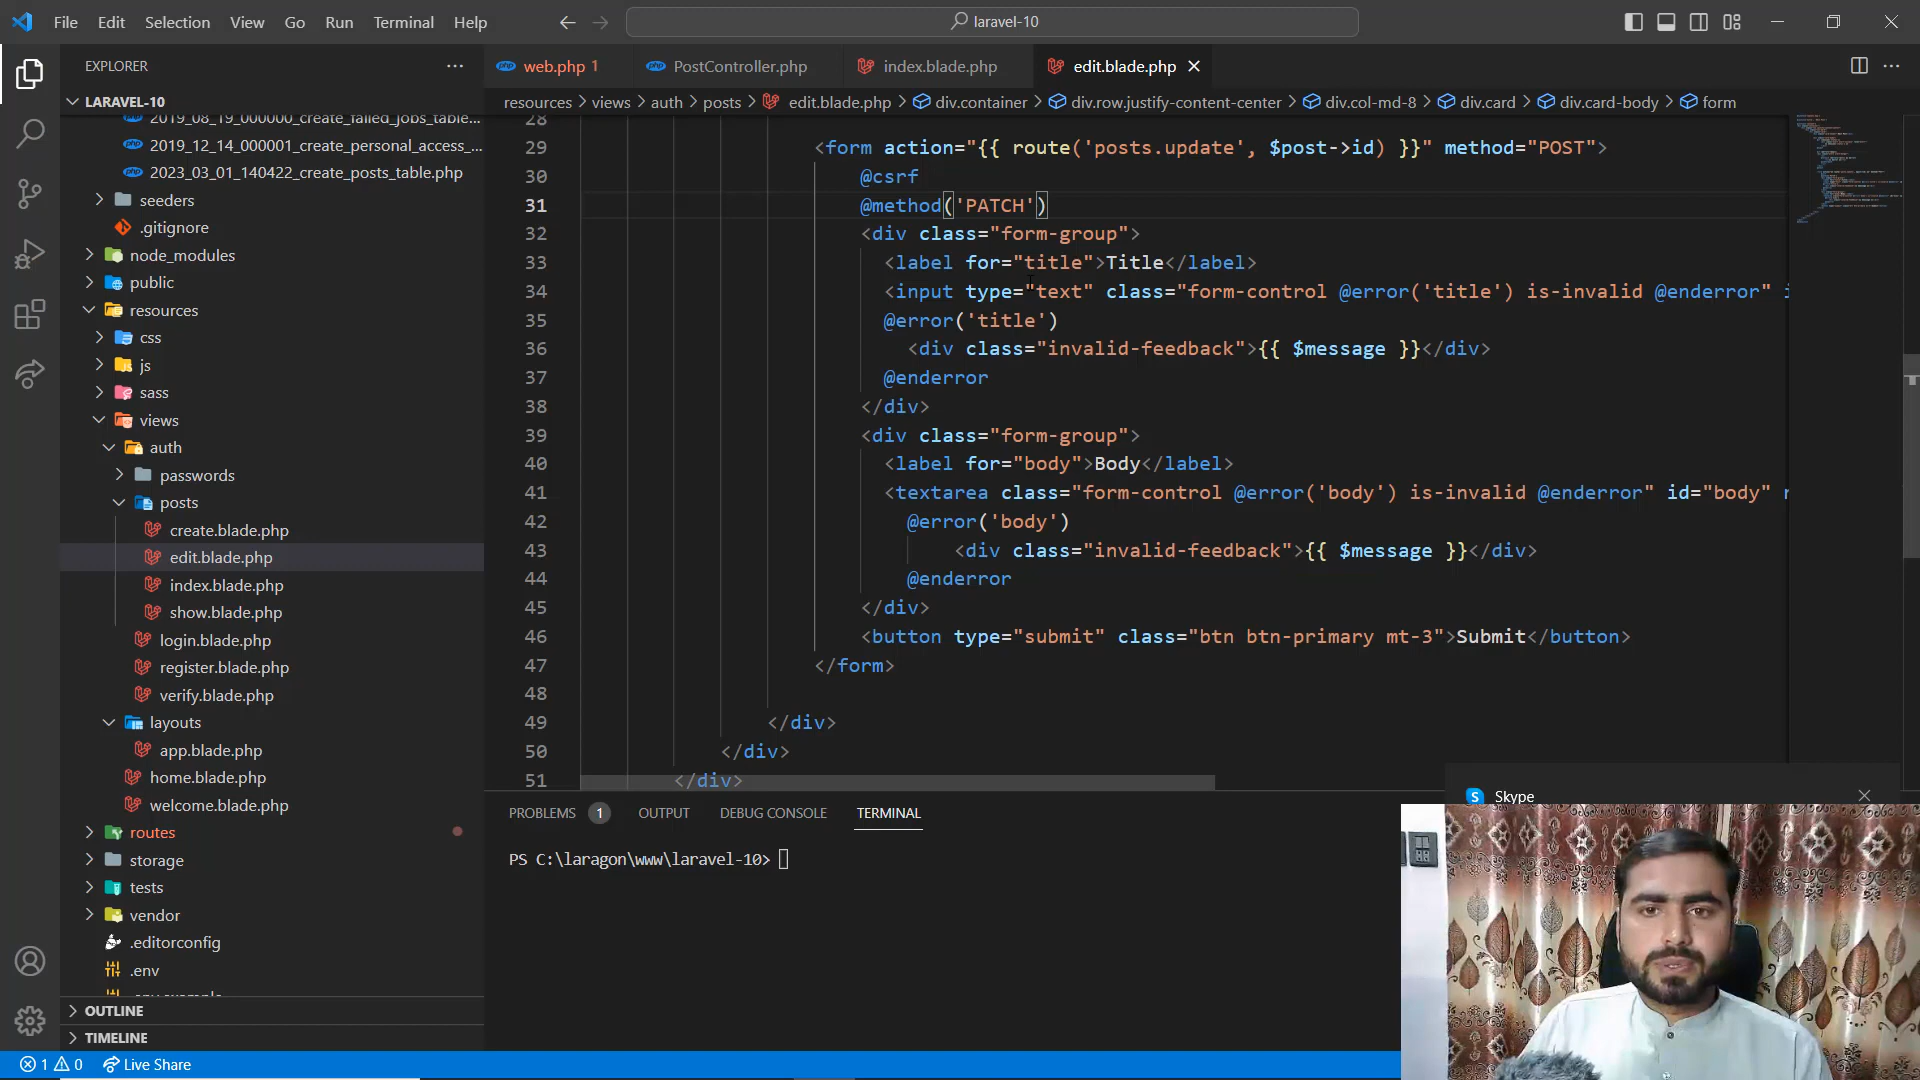 File Edit Selection View Go Run Terminal Help
laravel-10
EXPLORER
web.php 1
PostController.php
index.blade.php
edit.blade.php
LARAVEL-10
resources > views > auth > posts > edit.blade.php > div.container > div.row.justify-content-center > div.col-md-8 > div.card > div.card-body > form
2019_08_19_000000_create_failed_jobs_table...
2019_12_14_000001_create_personal_access_...
2023_03_01_140422_create_posts_table.php
seeders
.gitignore
node_modules
public
resources
css
js
sass
views
auth
passwords
posts
create.blade.php
edit.blade.php
index.blade.php
show.blade.php
login.blade.php
register.blade.php
verify.blade.php
layouts
app.blade.php
home.blade.php
welcome.blade.php
routes
storage
tests
vendor
.editorconfig
.env
.env.example
OUTLINE
TIMELINE
28
29 <form action="{{ route('posts.update', $post->id) }}" method="POST">
30 @csrf
31 @method('PATCH')
32 <div class="form-group">
33 <label for="title">Title</label>
34 <input type="text" class="form-control @error('title') is-invalid @enderror"
35 @error('title')
36 <div class="invalid-feedback">{{ $message }}</div>
37 @enderror
38 </div>
39 <div class="form-group">
40 <label for="body">Body</label>
41 <textarea class="form-control @error('body') is-invalid @enderror" id="body" r
42 @error('body')
43 <div class="invalid-feedback">{{ $message }}</div>
44 @enderror
45 </div>
46 <button type="submit" class="btn btn-primary mt-3">Submit</button>
47 </form>
48
49 </div>
50 </div>
51 </div>
Skype
PROBLEMS 1 OUTPUT DEBUG CONSOLE TERMINAL
PS C:\laragon\www\laravel-10>
1 0 Live Share